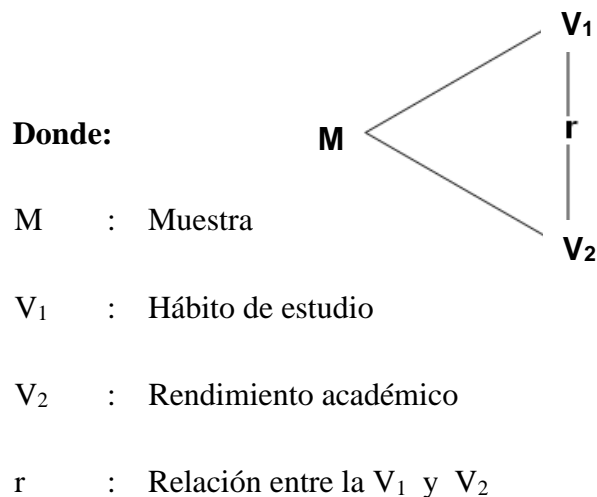 V₁
Donde:
M
r
V₂
M : Muestra
V₁ : Hábito de estudio
V₂ : Rendimiento académico
r : Relación entre la V₁ y V₂